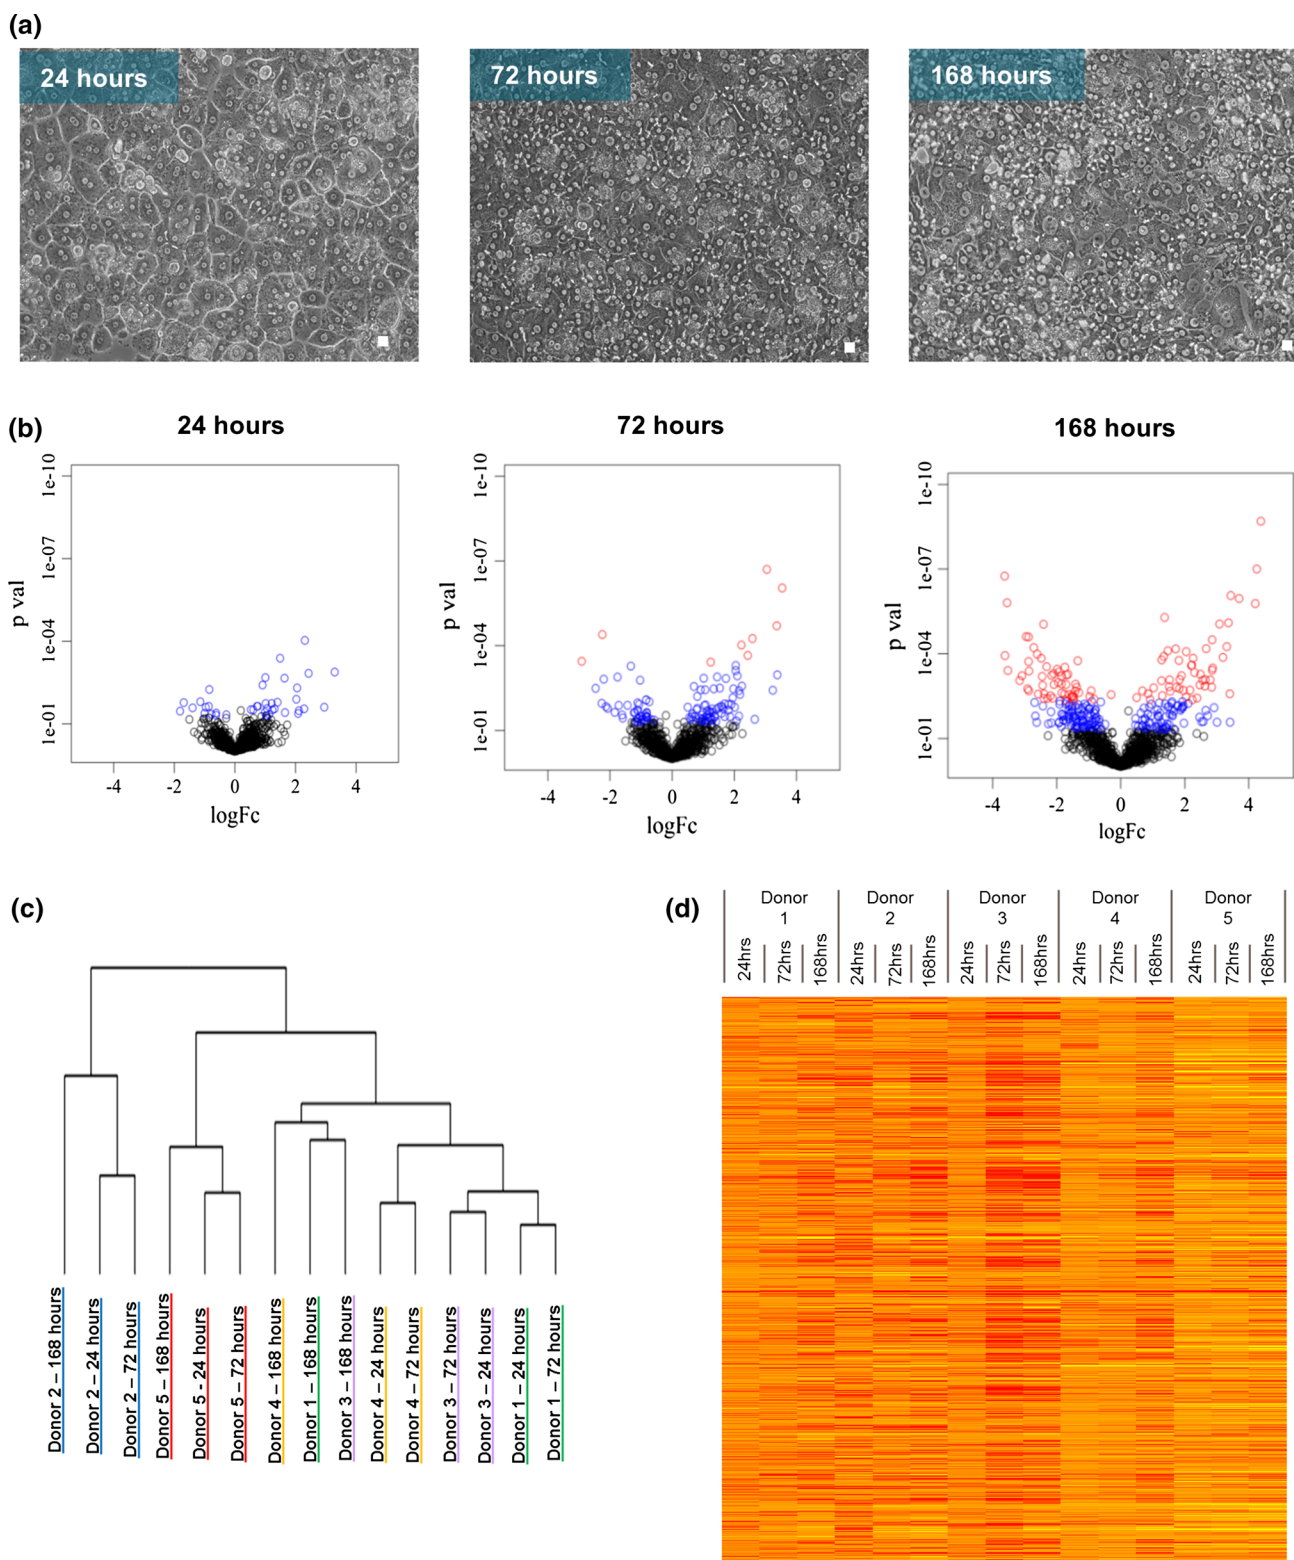 (a)
24 hours
72 hours
168 hours
(b)
24 hours
72 hours
168 hours
1e-10
1e-07
1e-04
1e-01
p val
-4
-2
0
2
4
logFc
1e-10
1e-07
1e-04
1e-01
p val
-4
-2
0
2
4
logFc
1e-10
1e-07
1e-04
1e-01
p val
-4
-2
0
2
4
logFc
(c)
Donor 2 – 168 hours
Donor 2 – 24 hours
Donor 2 – 72 hours
Donor 5 – 168 hours
Donor 5 - 24 hours
Donor 5 – 72 hours
Donor 4 – 168 hours
Donor 1 – 168 hours
Donor 3 – 168 hours
Donor 4 – 24 hours
Donor 4 – 72 hours
Donor 3 – 72 hours
Donor 3 – 24 hours
Donor 1 – 24 hours
Donor 1 – 72 hours
(d)
Donor
1
Donor
2
Donor
3
Donor
4
Donor
5
24hrs
72hrs
168hrs
24hrs
72hrs
168hrs
24hrs
72hrs
168hrs
24hrs
72hrs
168hrs
24hrs
72hrs
168hrs